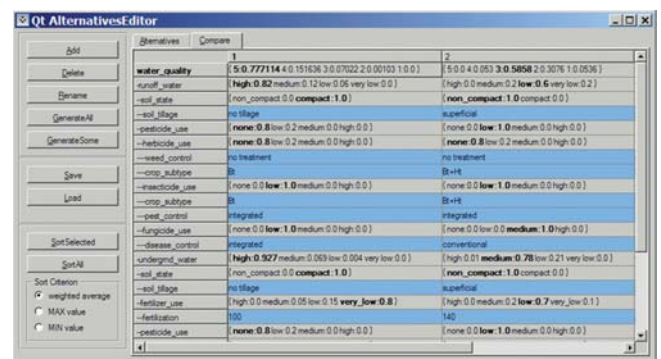 Qt AlternativesEditor
Add
Delete
Rename
GenerateAll
GenerateSome
Save
Load
SortSelected
SortAll
Sort Criterion
weighted average
MAX value
MIN value
Alternatives Compare
1 2
water_quality { 5:0.777114 4:0.151636 3:0.07022 2:0.00103 1:0.0 } { 5:0.0 4:0.053 3:0.5858 2:0.3076 1:0.0536 }
-runoff_water { high:0.82 medium:0.12 low:0.06 very low:0.0 } { high:0.0 medium:0.2 low:0.6 very low:0.2 }
--soil_state { non_compact:0.0 compact:1.0 } { non_compact:1.0 compact:0.0 }
---soil_tillage no tillage superficial
--pesticide_use { none:0.8 low:0.2 medium:0.0 high:0.0 } { none:0.0 low:1.0 medium:0.0 high:0.0 }
---herbicide_use { none:0.8 low:0.2 medium:0.0 high:0.0 } { none:0.8 low:0.2 medium:0.0 high:0.0 }
----weed_control no treatment no treatment
----crop_subtype Bt Bt+Ht
---insecticide_use { none:0.0 low:1.0 medium:0.0 high:0.0 } { none:0.0 low:1.0 medium:0.0 high:0.0 }
----crop_subtype Bt Bt+Ht
----pest_control integrated integrated
---fungicide_use { none:0.0 low:1.0 medium:0.0 high:0.0 } { none:0.0 low:0.0 medium:1.0 high:0.0 }
----disease_control integrated conventional
-undergrnd_water { high:0.927 medium:0.069 low:0.004 very low:0.0 } { high:0.01 medium:0.78 low:0.21 very low:0.0 }
--soil_state { non_compact:0.0 compact:1.0 } { non_compact:1.0 compact:0.0 }
---soil_tillage no tillage superficial
--fertilizer_use { high:0.0 medium:0.05 low:0.15 very_low:0.8 } { high:0.0 medium:0.2 low:0.7 very_low:0.1 }
---fertilization 100 140
--pesticide_use { none:0.8 low:0.2 medium:0.0 high:0.0 } { none:0.0 low:1.0 medium:0.0 high:0.0 }